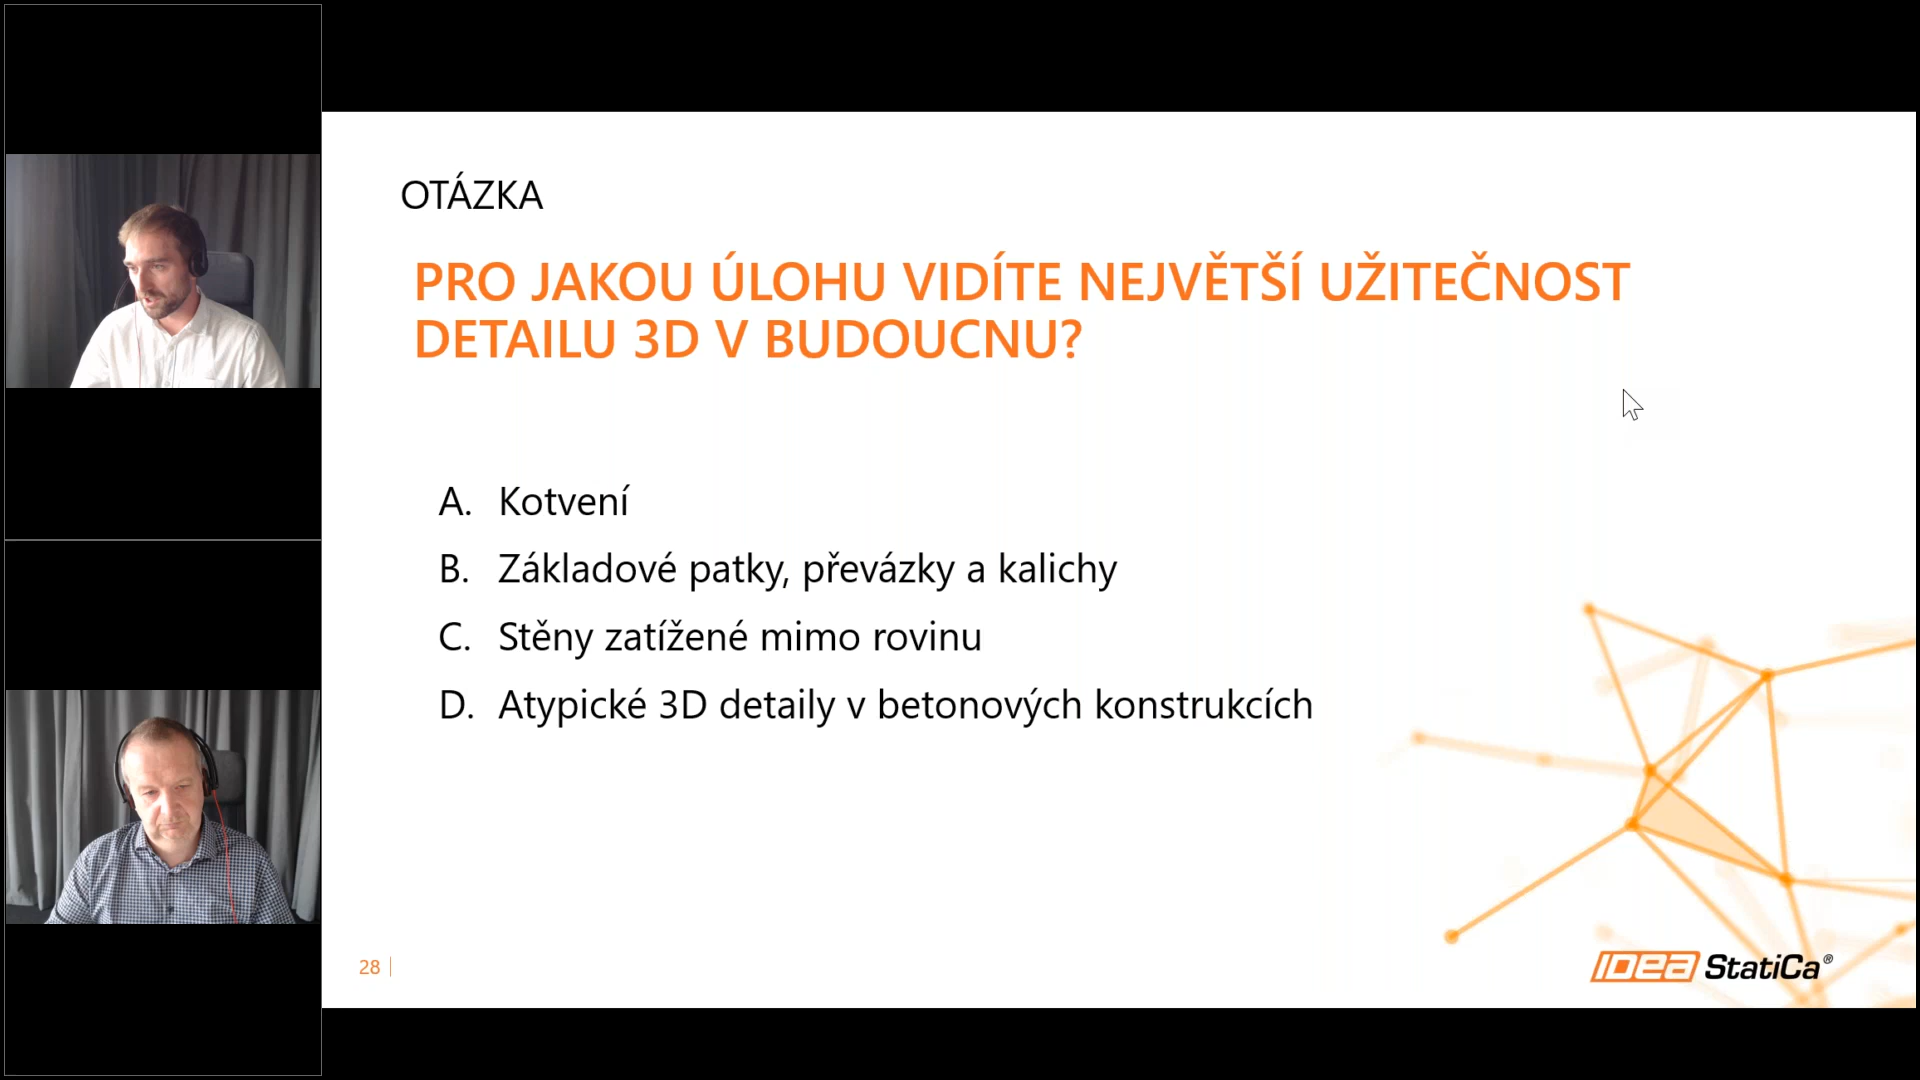 OTÁZKA
PRO JAKOU ÚLOHU VIDÍTE NEJVĚTŠÍ UŽITEČNOST
DETAILU 3D V BUDOUCNU?
A. Kotvení
B. Základové patky, převázky a kalichy
C. Stěny zatížené mimo rovinu
D. Atypické 3D detaily v betonových konstrukcích
28
IDEA StatiCa®